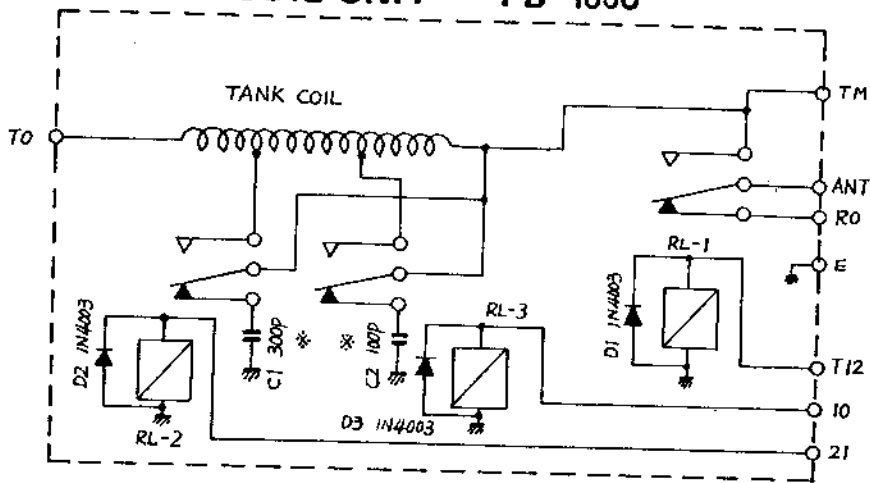 TANK COIL
TO
TM
ANT
RO
RL-1
E
D1 1N4003
RL-3
C1 300P ※
※ C2 100P
D2 1N4003
T12
D3 1N4003
10
RL-2
21